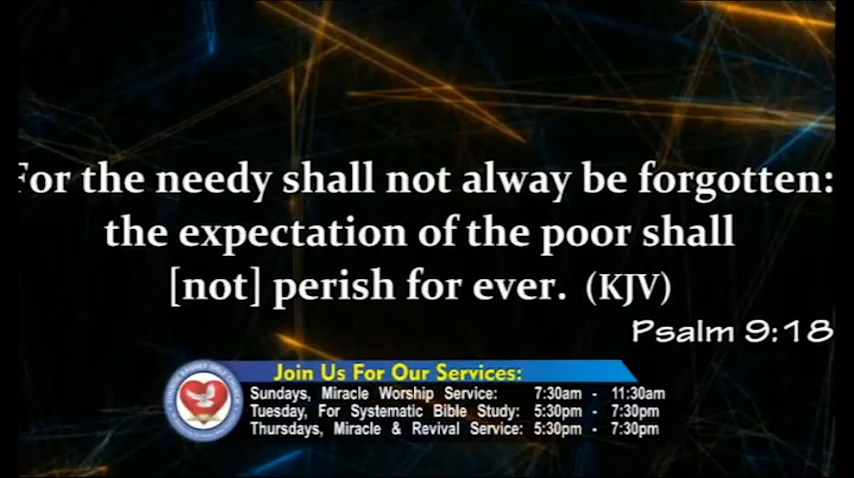 For the needy shall not alway be forgotten:
the expectation of the poor shall
[not] perish for ever. (KJV)
Psalm 9:18
Join Us For Our Services:
Sundays, Miracle Worship Service: 7:30am - 11:30am
Tuesday, For Systematic Bible Study: 5:30pm - 7:30pm
Thursdays, Miracle & Revival Service: 5:30pm - 7:30pm